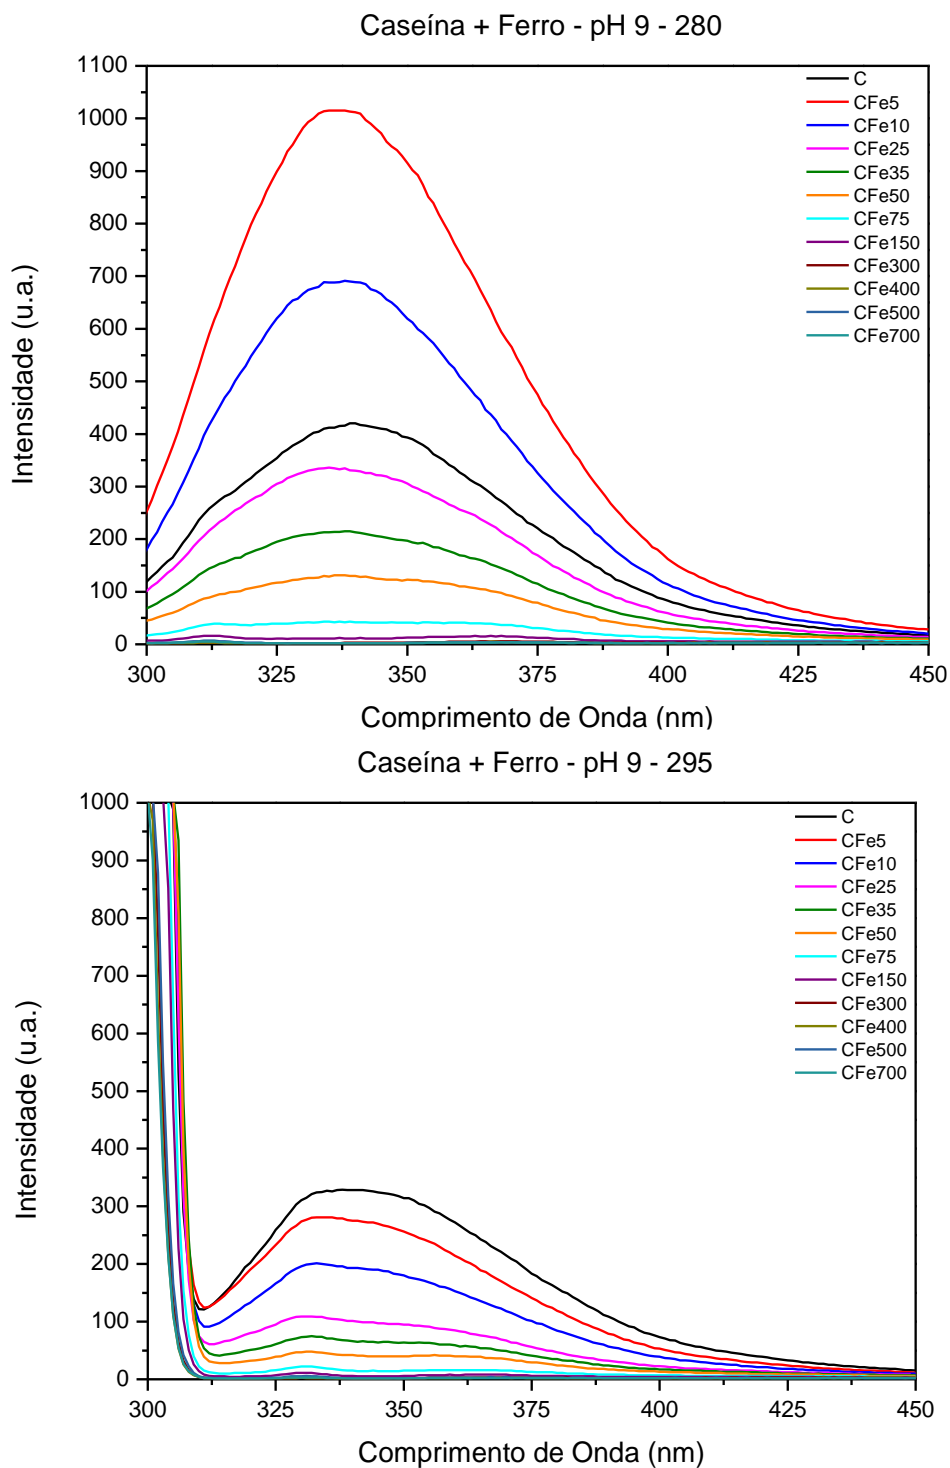 Caseína + Ferro - pH 9 - 280
1100
1000
900
800
700
600
500
400
300
200
100
0
Intensidade (u.a.)
C
CFe5
CFe10
CFe25
CFe35
CFe50
CFe75
CFe150
CFe300
CFe400
CFe500
CFe700
300 325 350 375 400 425 450
Comprimento de Onda (nm)
Caseína + Ferro - pH 9 - 295
1000
900
800
700
600
500
400
300
200
100
0
Intensidade (u.a.)
C
CFe5
CFe10
CFe25
CFe35
CFe50
CFe75
CFe150
CFe300
CFe400
CFe500
CFe700
300 325 350 375 400 425 450
Comprimento de Onda (nm)